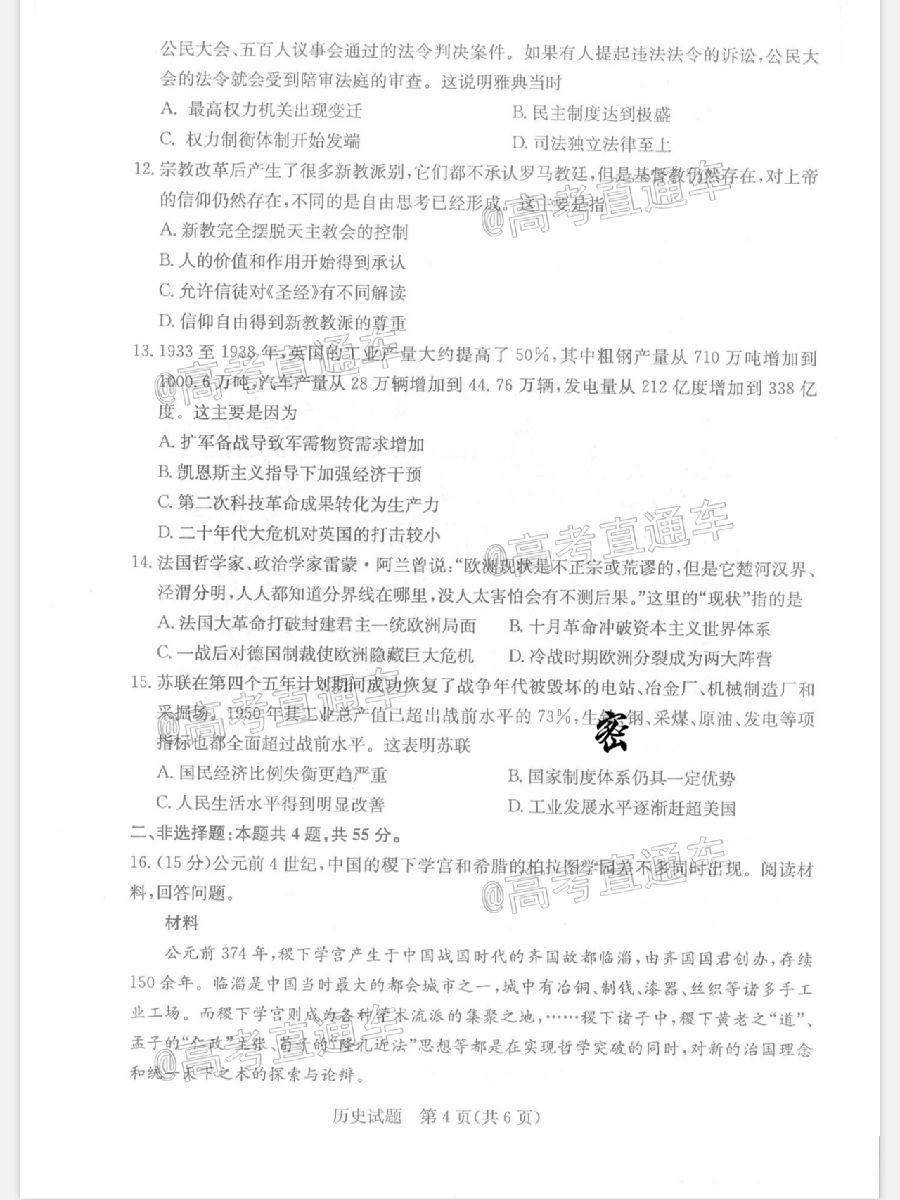 公民大会、五百人议事会通过的法令判决案件。如果有人提起违法法令的诉讼,公民大
会的法令就会受到陪审法庭的审查。这说明雅典当时
A. 最高权力机关出现变迁 B. 民主制度达到极盛
C. 权力制衡体制开始发端 D. 司法独立法律至上
12. 宗教改革后产生了很多新教派别,它们都不承认罗马教廷,但是基督教仍然存在,对上帝
的信仰仍然存在,不同的是自由思考已经形成。这主要是指
@高考直通车
A. 新教完全摆脱天主教会的控制
B. 人的价值和作用开始得到承认
C. 允许信徒对《圣经》有不同解读
D. 信仰自由得到新教教派的尊重
13. 1933 至 1938 年,英国的工业产量大约提高了 50%,其中粗钢产量从 710 万吨增加到
@高考直通车
1000.6 万吨,汽车产量从 28 万辆增加到 44.76 万辆,发电量从 212 亿度增加到 338 亿
度。这主要是因为
A. 扩军备战导致军需物资需求增加
B. 凯恩斯主义指导下加强经济干预
C. 第二次科技革命成果转化为生产力
D. 二十年代大危机对英国的打击较小
@高考直通车
14. 法国哲学家、政治学家雷蒙·阿兰曾说:“欧洲现状是不正宗或荒谬的,但是它楚河汉界、
泾渭分明,人人都知道分界线在哪里,没人太害怕会有不测后果。”这里的“现状”指的是
A. 法国大革命打破封建君主一统欧洲局面 B. 十月革命冲破资本主义世界体系
C. 一战后对德国制裁使欧洲隐藏巨大危机 D. 冷战时期欧洲分裂成为两大阵营
15. 苏联在第四个五年计划期间成功恢复了战争年代被毁坏的电站、冶金厂、机械制造厂和
@高考直通车
采掘场。1950 年其工业总产值已超出战前水平的 73%,生铁、钢、采煤、原油、发电等项
密
指标也都全面超过战前水平。这表明苏联
A. 国民经济比例失衡更趋严重 B. 国家制度体系仍具一定优势
C. 人民生活水平得到明显改善 D. 工业发展水平逐渐赶超美国
二、非选择题:本题共 4 题,共 55 分。
16. (15 分)公元前 4 世纪,中国的稷下学宫和希腊的柏拉图学园差不多同时出现。阅读材
料,回答问题。
@高考直通车
材料
公元前 374 年,稷下学宫产生于中国战国时代的齐国故都临淄,由齐国国君创办,存续
150 余年。临淄是中国当时最大的都会城市之一,城中有冶铜、制钱、漆器、丝织等诸多手工
业工场。而稷下学宫则成为各种学术流派的集聚之地,……稷下诸子中,稷下黄老之“道”、
@高考直通车
孟子的“仁政”主张、荀子的“隆礼近法”思想等都是在实现哲学突破的同时,对新的治国理念
和统一天下之术的探索与论辩。
历史试题 第 4 页(共 6 页)